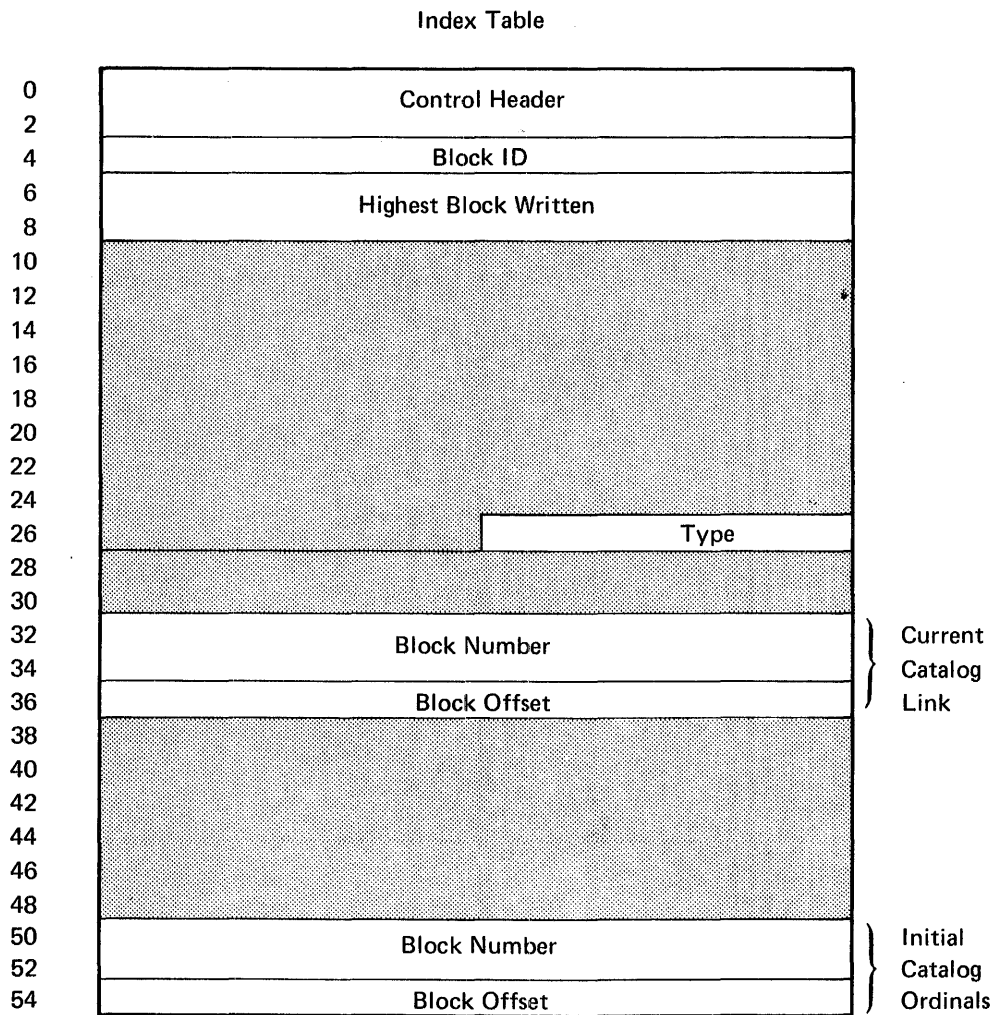 Index Table
0
Control Header
2
4 Block ID
6
Highest Block Written
8
10
12
14
16
18
20
22
24
26 Type
28
30
32 Block Number Current
34 Catalog
36 Block Offset Link
38
40
42
44
46
48
50 Block Number Initial
52 Catalog
54 Block Offset Ordinals